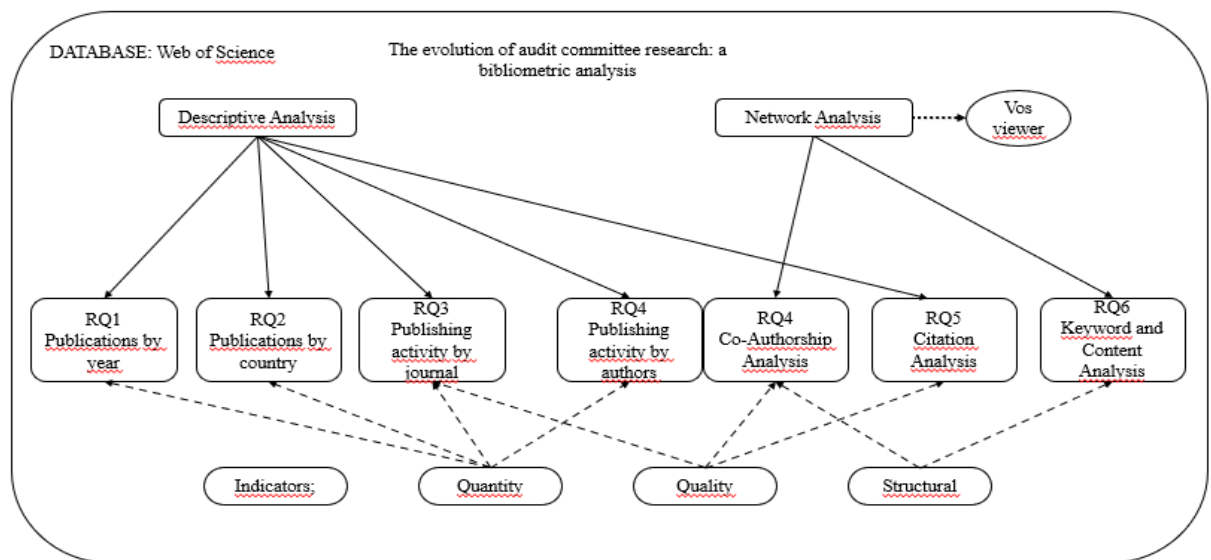 DATABASE: Web of Science
The evolution of audit committee research: a
bibliometric analysis
Descriptive Analysis
Network Analysis
Vos
viewer
RQ1
Publications by
year
RQ2
Publications by
country
RQ3
Publishing
activity by
journal
RQ4
Publishing
activity by
authors
RQ4
Co-Authorship
Analysis
RQ5
Citation
Analysis
RQ6
Keyword and
Content
Analysis
Indicators;
Quantity
Quality
Structural